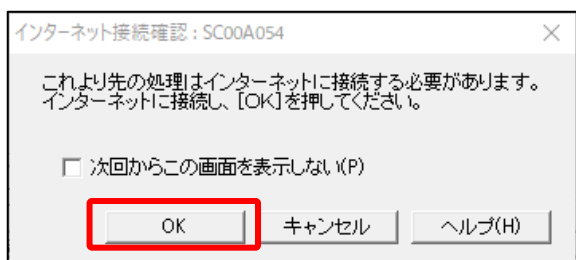 インターネット接続確認 : SC00A054
これより先の処理はインターネットに接続する必要があります。
インターネットに接続し、[OK]を押してください。
次回からこの画面を表示しない(P)
OK
キャンセル
ヘルプ(H)